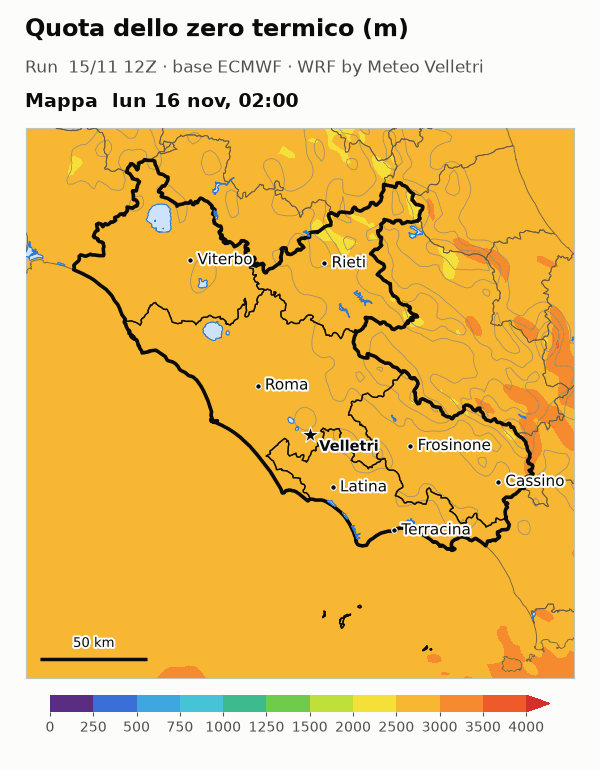 Quota dello zero termico (m)
Run  15/11 12Z · base ECMWF · WRF by Meteo Velletri
Mappa  lun 16 nov, 02:00
Viterbo
Rieti
Roma
Velletri
Frosinone
Latina
Cassino
Terracina
50 km
0 250 500 750 1000 1250 1500 2000 2500 3000 3500 4000